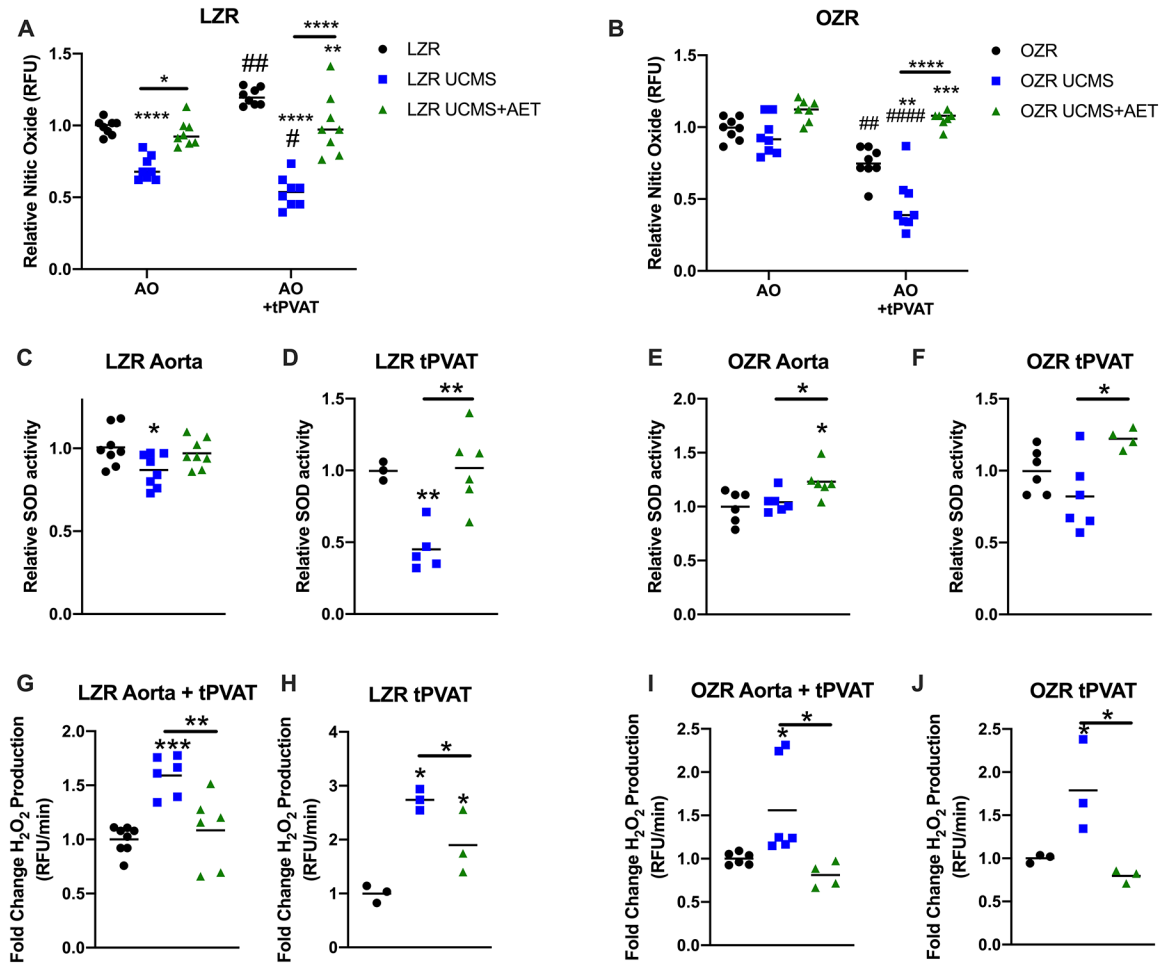 A
LZR
Relative Nitic Oxide (RFU)
1.5
1.0
0.5
0.0
*
****
##
****
**
****
#
AO
AO
+tPVAT
LZR
LZR UCMS
LZR UCMS+AET
B
OZR
Relative Nitic Oxide (RFU)
1.5
1.0
0.5
0.0
##
****
**
####
***
AO
AO
+tPVAT
OZR
OZR UCMS
OZR UCMS+AET
C
LZR Aorta
Relative SOD activity
1.0
0.5
0.0
*
D
LZR tPVAT
Relative SOD activity
1.5
1.0
0.5
0.0
**
**
E
OZR Aorta
Relative SOD activity
2.0
1.5
1.0
0.5
0.0
*
*
F
OZR tPVAT
Relative SOD activity
1.5
1.0
0.5
0.0
*
G
LZR Aorta + tPVAT
Fold Change H₂O₂ Production
(RFU/min)
2.0
1.5
1.0
0.5
0.0
**
***
H
LZR tPVAT
Fold Change H₂O₂ Production
(RFU/min)
4
3
2
1
0
*
*
*
I
OZR Aorta + tPVAT
Fold Change H₂O₂ Production
(RFU/min)
2.5
2.0
1.5
1.0
0.5
0.0
*
*
J
OZR tPVAT
Fold Change H₂O₂ Production
(RFU/min)
2.5
2.0
1.5
1.0
0.5
0.0
*
*